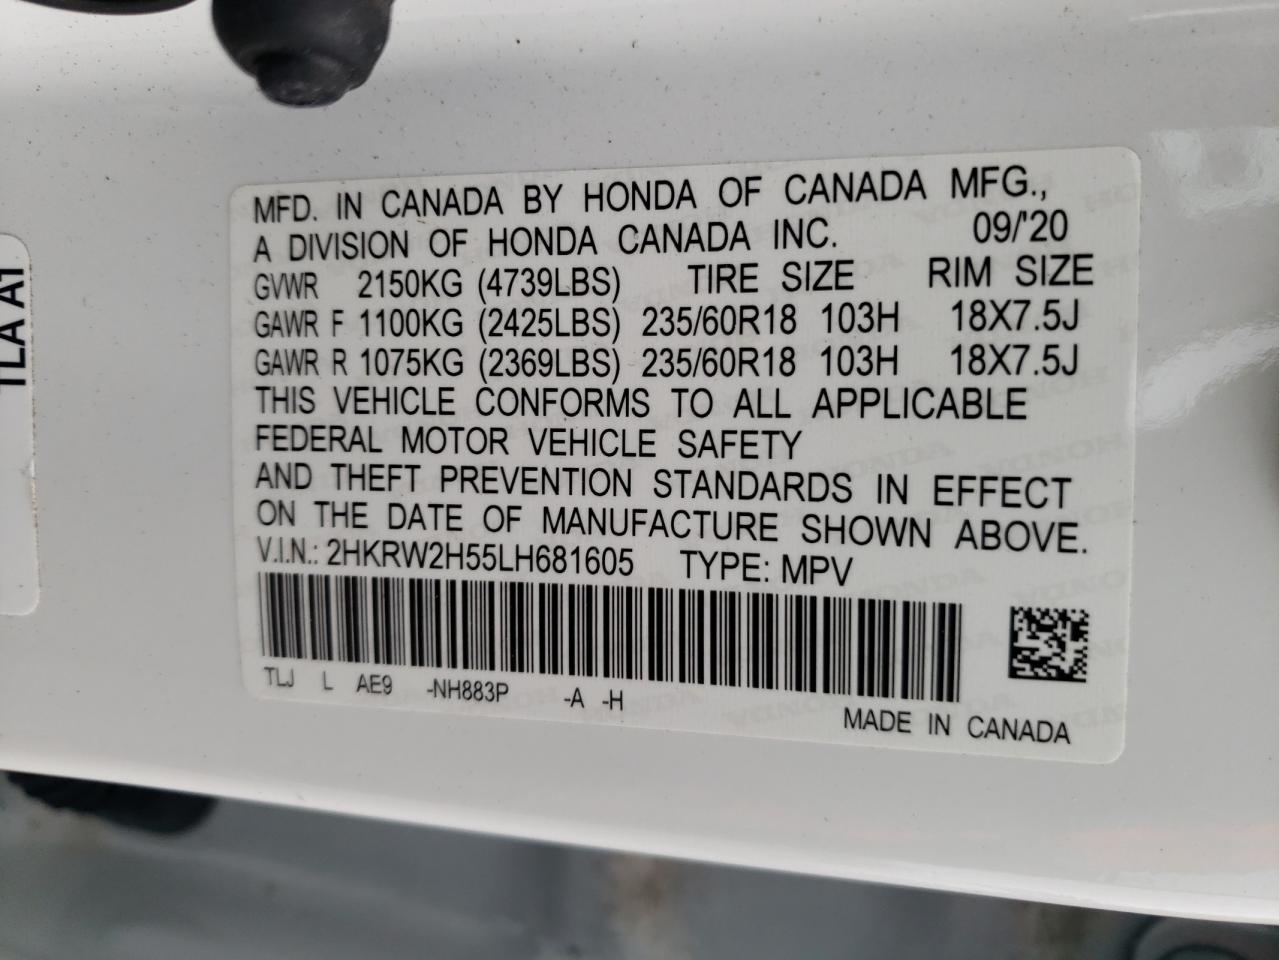 MFD. IN CANADA BY HONDA OF CANADA MFG.,
A DIVISION OF HONDA CANADA INC. 09/'20
GVWR 2150KG (4739LBS) TIRE SIZE RIM SIZE
GAWR F 1100KG (2425LBS) 235/60R18 103H 18X7.5J
GAWR R 1075KG (2369LBS) 235/60R18 103H 18X7.5J
THIS VEHICLE CONFORMS TO ALL APPLICABLE
FEDERAL MOTOR VEHICLE SAFETY
AND THEFT PREVENTION STANDARDS IN EFFECT
ON THE DATE OF MANUFACTURE SHOWN ABOVE.
V.I.N.: 2HKRW2H55LH681605 TYPE: MPV
TLJ L AE9 -NH883P -A -H
MADE IN CANADA
TLA A1